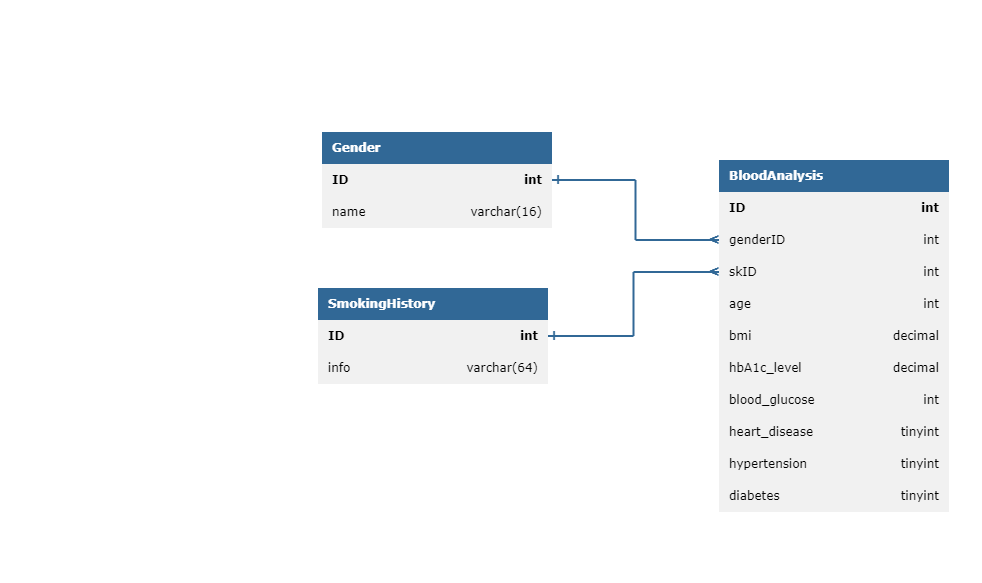 Gender
ID int
name varchar(16)
SmokingHistory
ID int
info varchar(64)
BloodAnalysis
ID int
genderID int
skID int
age int
bmi decimal
hbA1c_level decimal
blood_glucose int
heart_disease tinyint
hypertension tinyint
diabetes tinyint